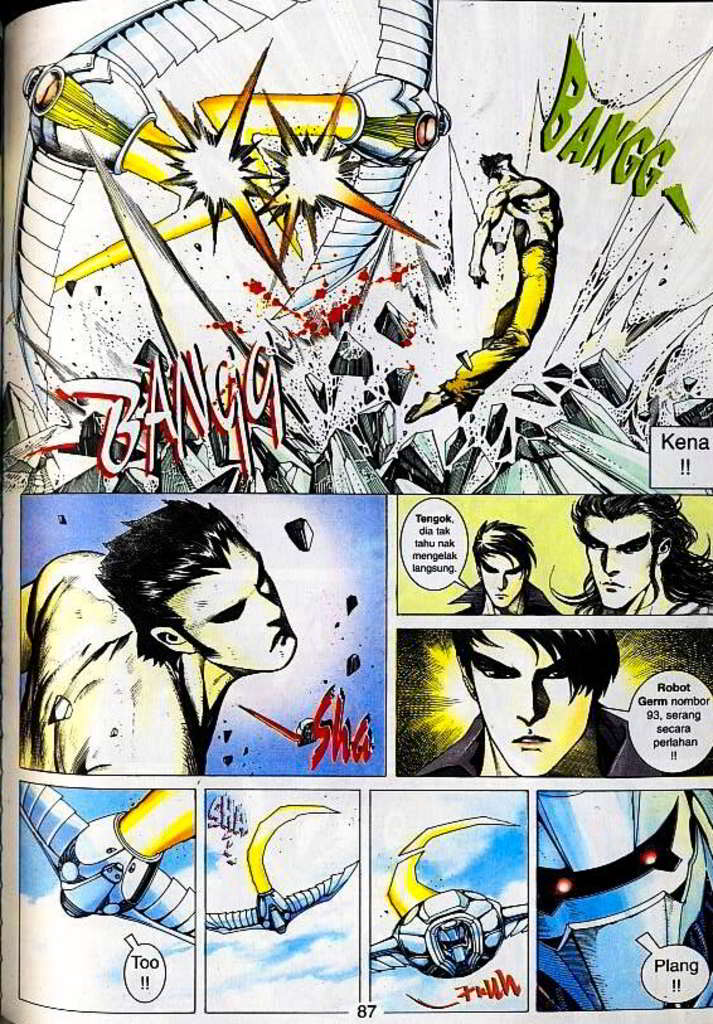 BANGG
BANGG
Kena
!!
Tengok,
dia tak
tahu nak
mengelak
langsung.
Sha
Robot
Germ nombor
93, serang
secara
perlahan
!!
SHA
Too
!!
Plang
!!
87